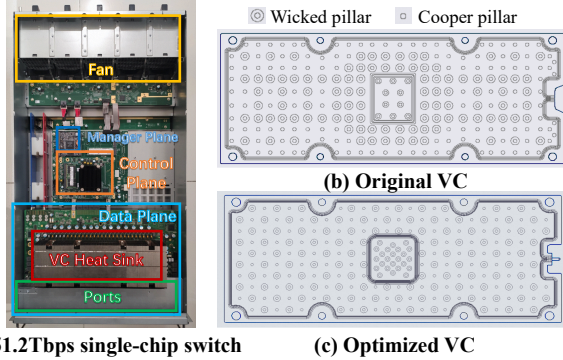 Wicked pillar
Cooper pillar
Fan
Manager Plane
Control
Plane
Data Plane
VC Heat Sink
Ports
(b) Original VC
51.2Tbps single-chip switch
(c) Optimized VC